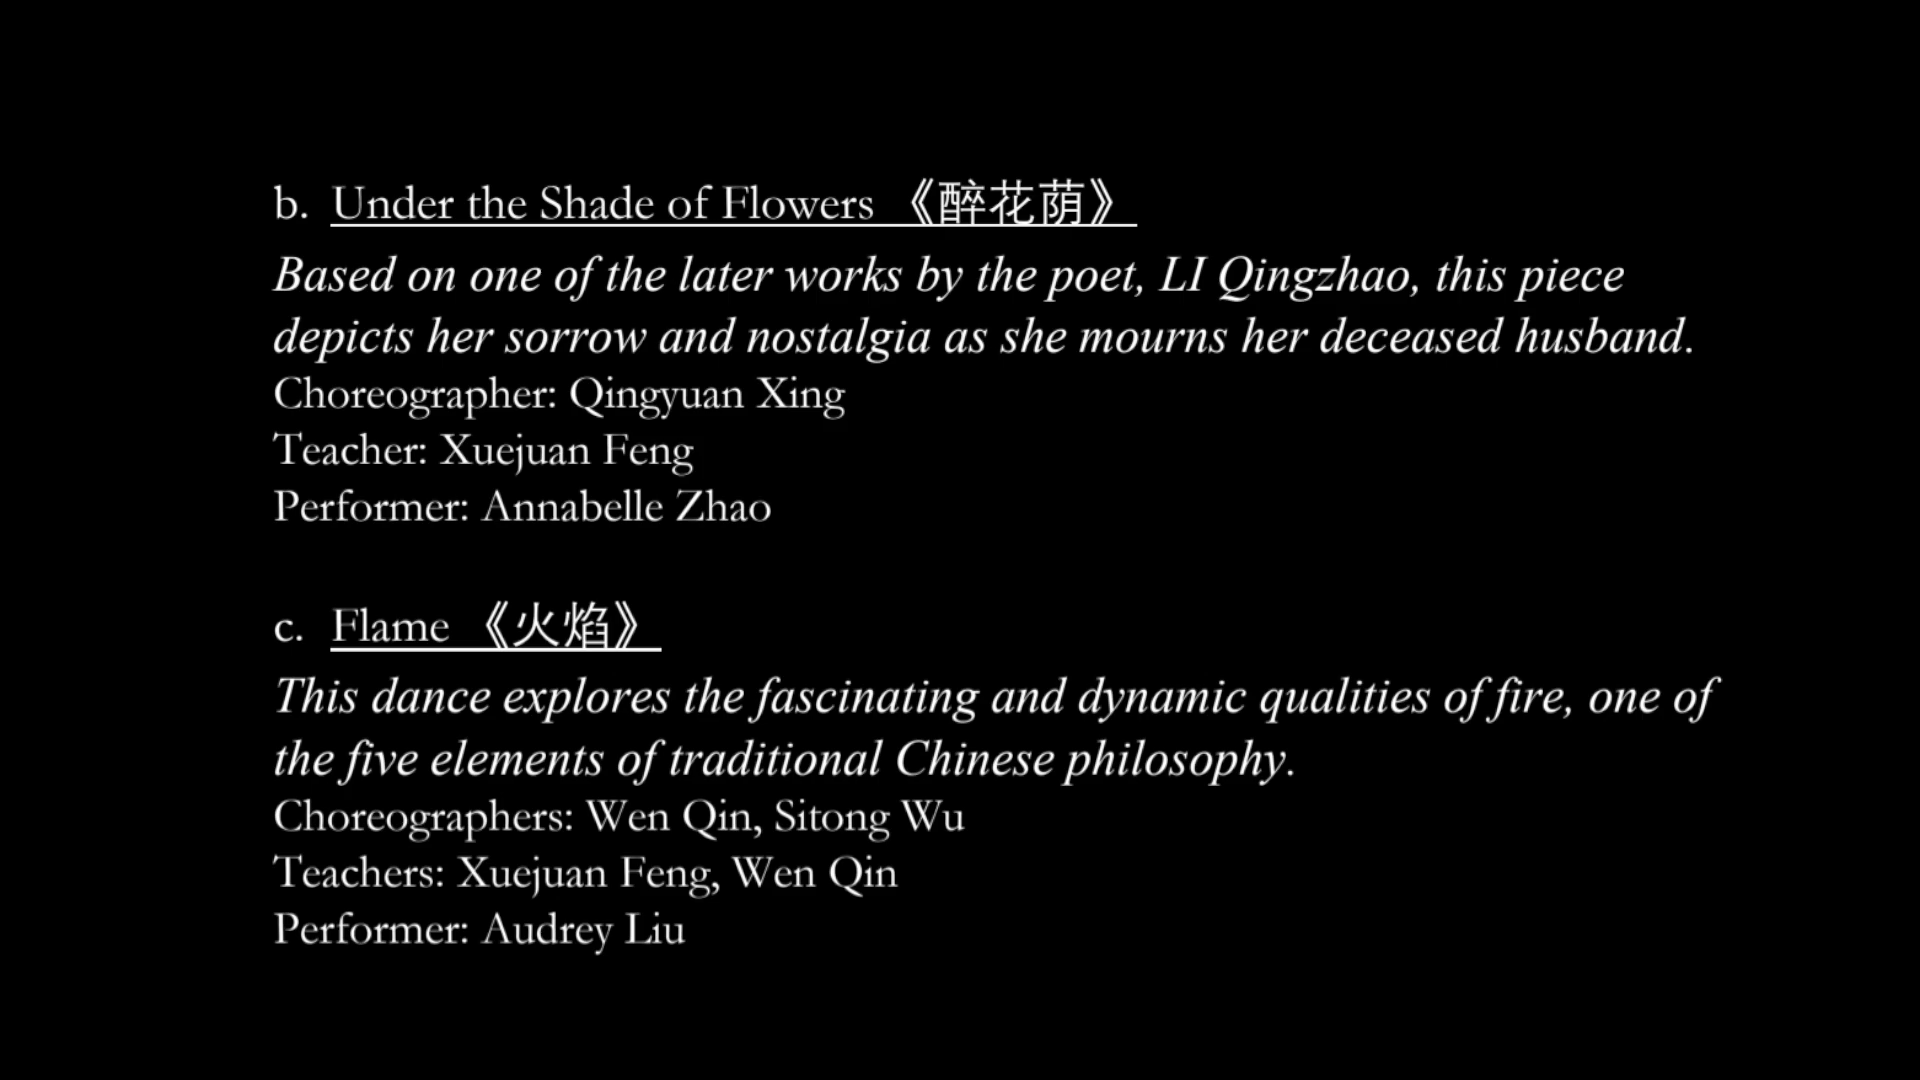 b. Under the Shade of Flowers 《醉花荫》
Based on one of the later works by the poet, LI Qingzhao, this piece
depicts her sorrow and nostalgia as she mourns her deceased husband.
Choreographer: Qingyuan Xing
Teacher: Xuejuan Feng
Performer: Annabelle Zhao
c. Flame 《火焰》
This dance explores the fascinating and dynamic qualities of fire, one of
the five elements of traditional Chinese philosophy.
Choreographers: Wen Qin, Sitong Wu
Teachers: Xuejuan Feng, Wen Qin
Performer: Audrey Liu